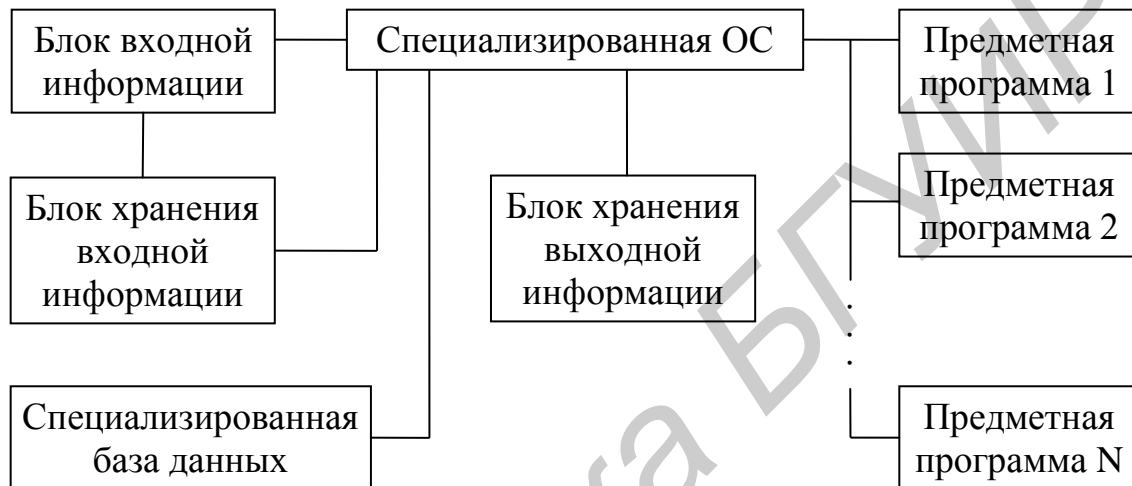 Блок входной
информации
Специализированная ОС
Предметная
программа 1
Блок хранения
входной
информации
Блок хранения
выходной
информации
Предметная
программа 2
Специализированная
база данных
Предметная
программа N
БГУИР